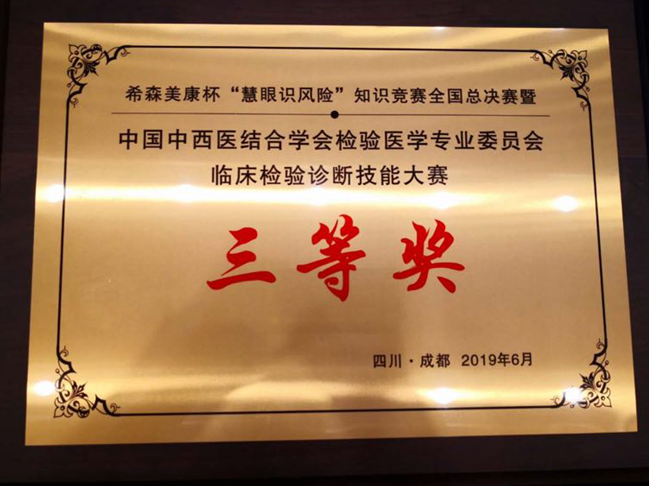 希森美康杯“慧眼识风险”知识竞赛全国总决赛暨
中国中西医结合学会检验医学专业委员会
临床检验诊断技能大赛
三等奖
四川·成都 2019年6月